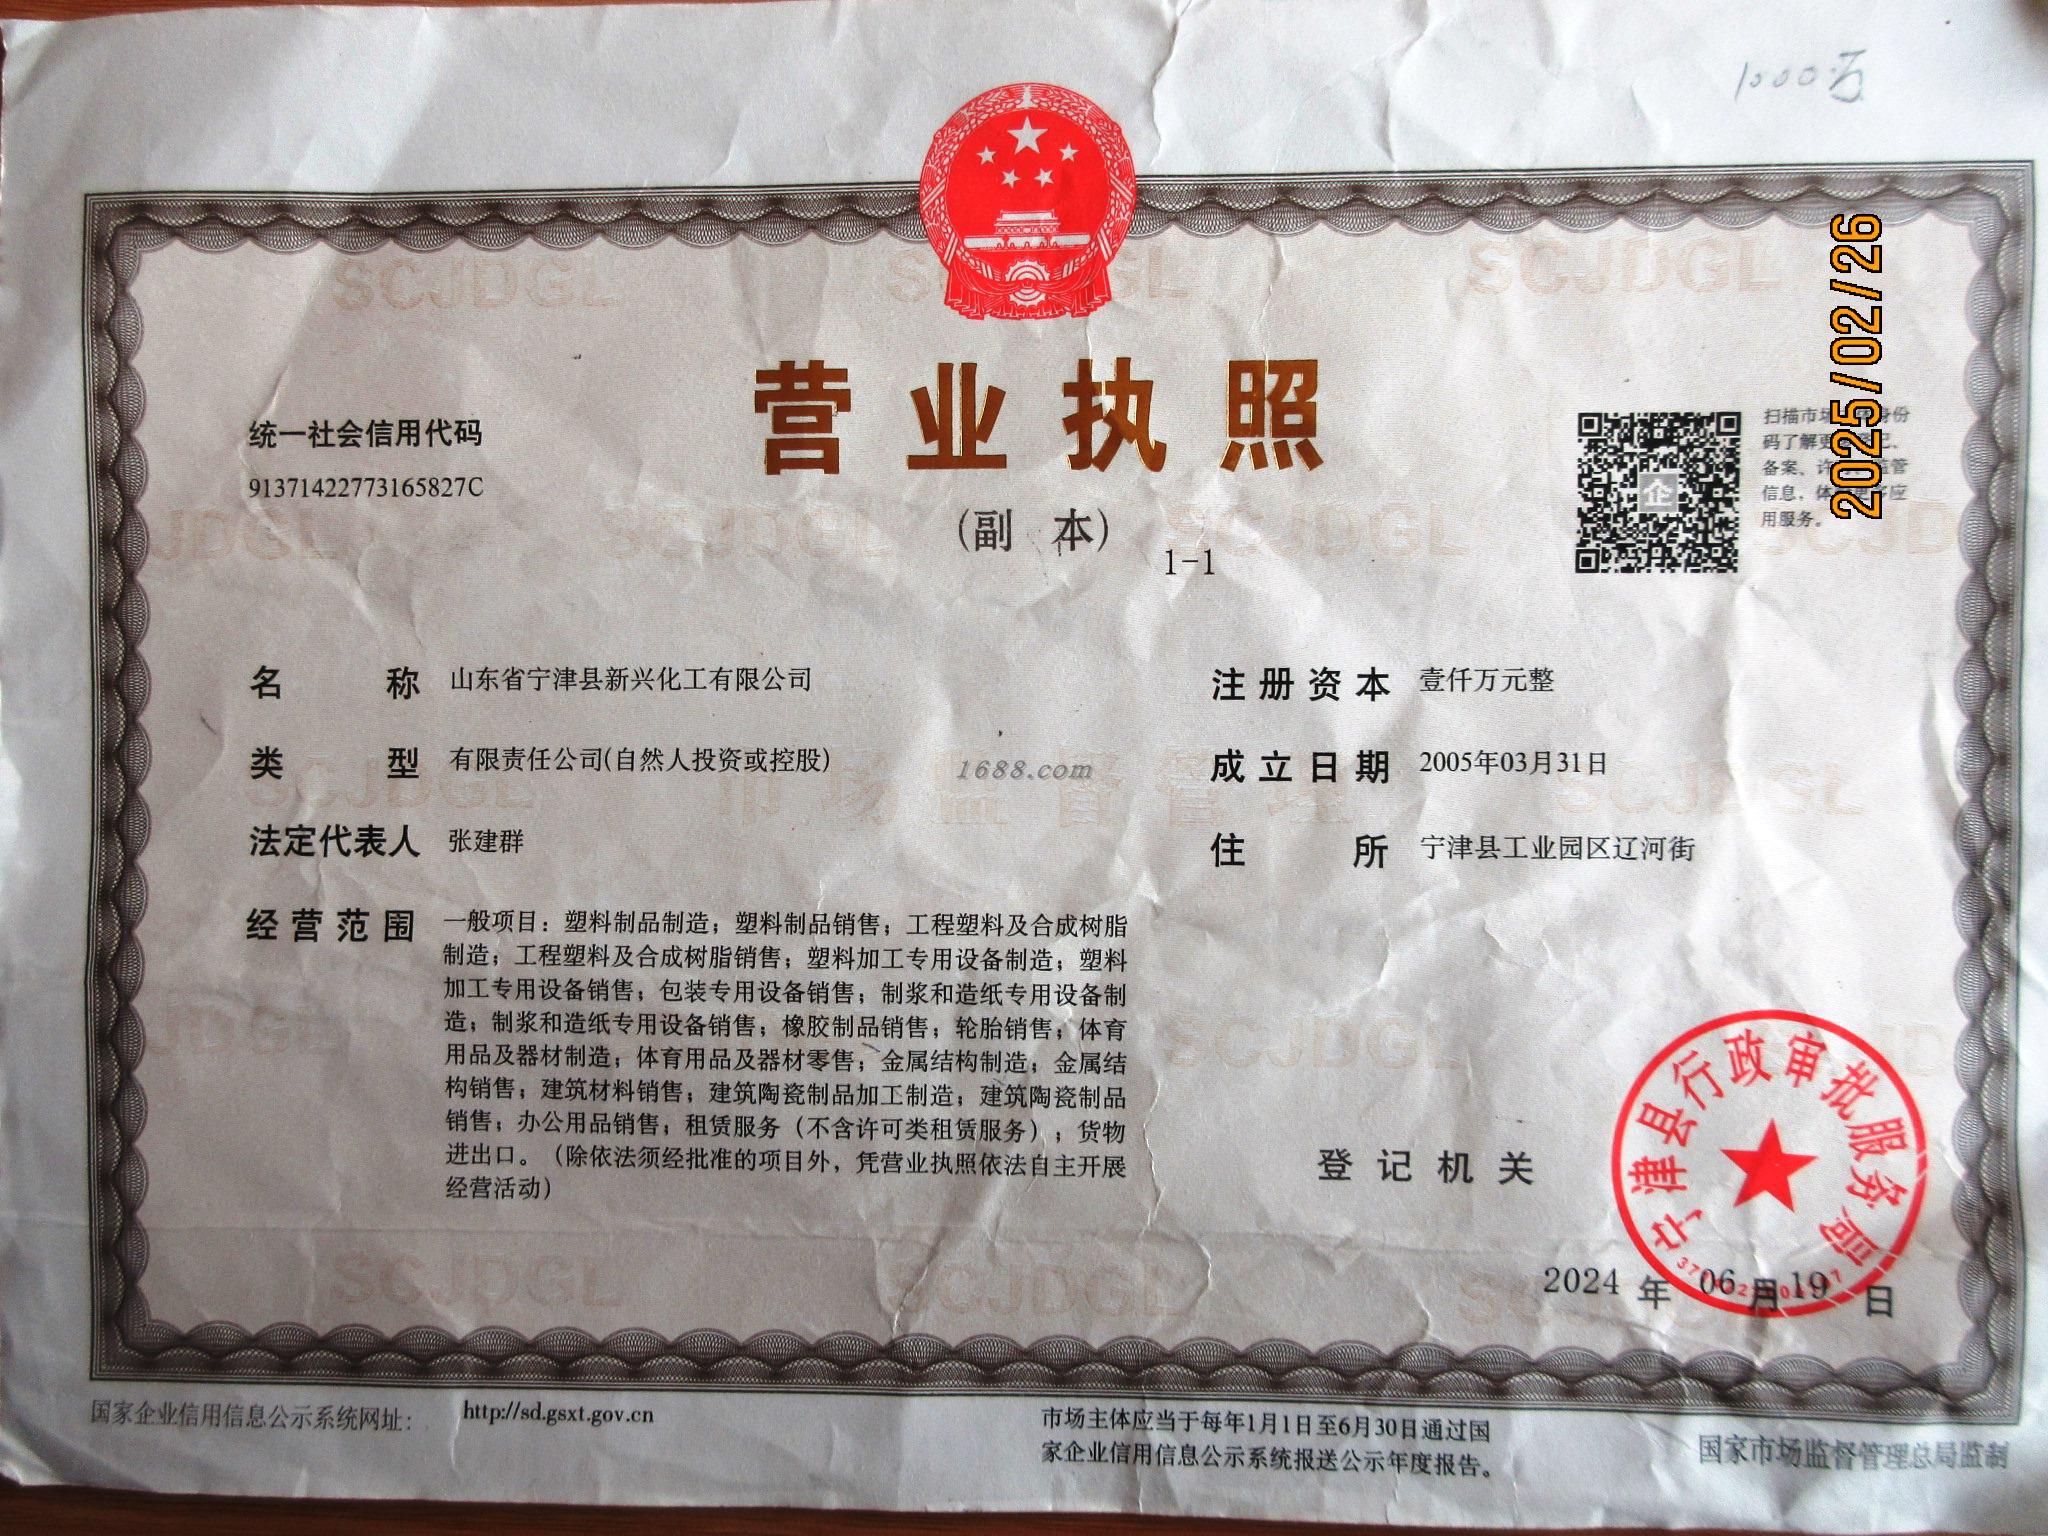 1000万
2025/02/26
营业执照
(副 本)
1-1
统一社会信用代码
91371422773165827C
扫描市场主体身份
码了解更多登记、
备案、许可、监管
信息,体验更多应
用服务。
名 称 山东省宁津县新兴化工有限公司
类 型 有限责任公司(自然人投资或控股)
法定代表人 张建群
经营范围 一般项目：塑料制品制造；塑料制品销售；工程塑料及合成树脂
制造；工程塑料及合成树脂销售；塑料加工专用设备制造；塑料
加工专用设备销售；包装专用设备销售；制浆和造纸专用设备制
造；制浆和造纸专用设备销售；橡胶制品销售；轮胎销售；体育
用品及器材制造；体育用品及器材零售；金属结构制造；金属结
构销售；建筑材料销售；建筑陶瓷制品加工制造；建筑陶瓷制品
销售；办公用品销售；租赁服务（不含许可类租赁服务）；货物
进出口。（除依法须经批准的项目外，凭营业执照依法自主开展
经营活动）
注册资本 壹仟万元整
成立日期 2005年03月31日
住 所 宁津县工业园区辽河街
1688.com
市场监督管理
SCJDGL
登记机关
宁津县行政审批服务局
2024 年 06 月 19 日
国家企业信用信息公示系统网址： http://sd.gsxt.gov.cn
市场主体应当于每年1月1日至6月30日通过国
家企业信用信息公示系统报送公示年度报告。
国家市场监督管理总局监制